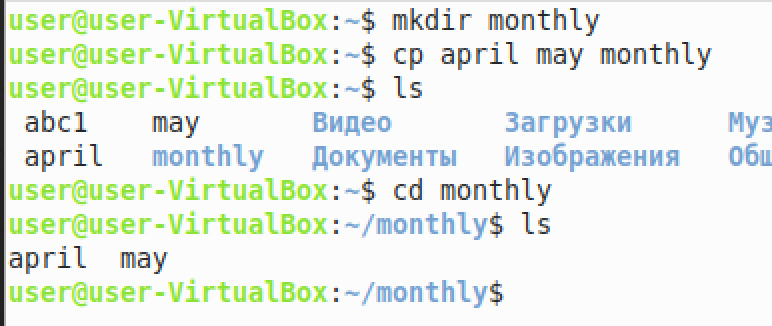 user@user-VirtualBox:~$ mkdir monthly
user@user-VirtualBox:~$ cp april may monthly
user@user-VirtualBox:~$ ls
abc1 may Видео Загрузки
april monthly Документы Изображения
user@user-VirtualBox:~$ cd monthly
user@user-VirtualBox:~/monthly$ ls
april may
user@user-VirtualBox:~/monthly$